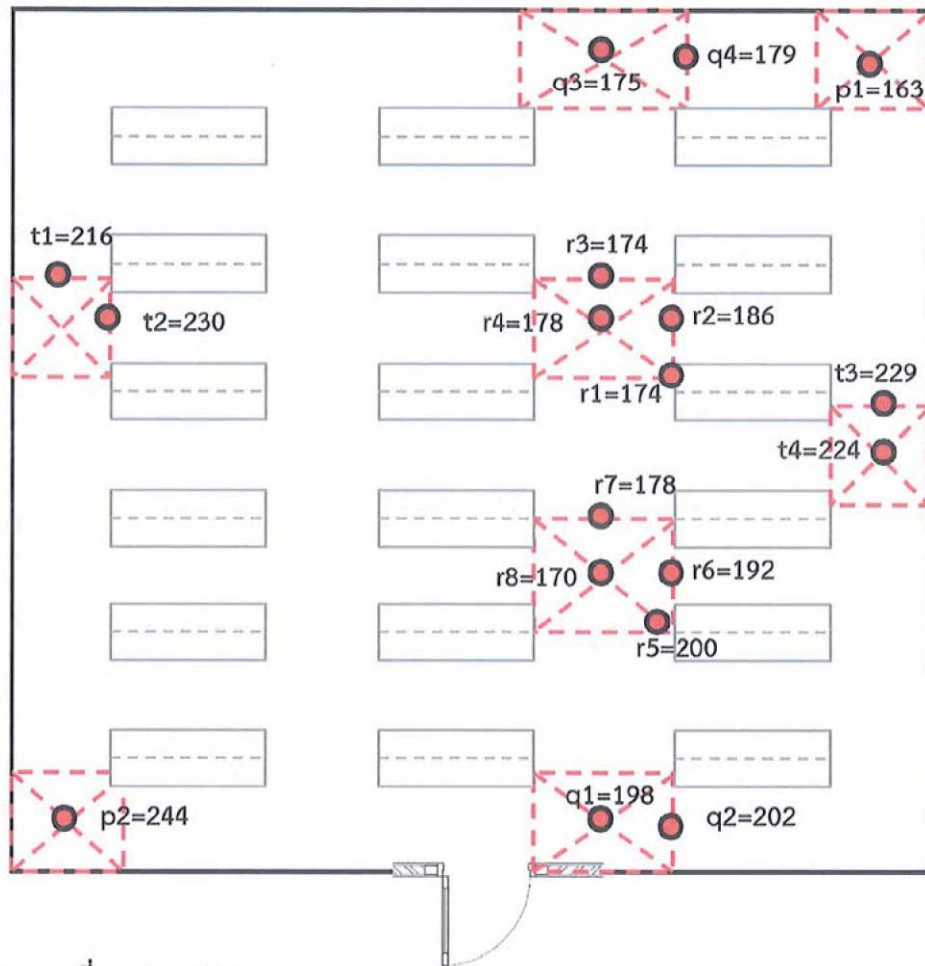 q4=179
q3=175
p1=163
t1=216
r3=174
t2=230
r4=178
r2=186
r1=174
t3=229
t4=224
r7=178
r8=170
r6=192
r5=200
q1=198
p2=244
q2=202